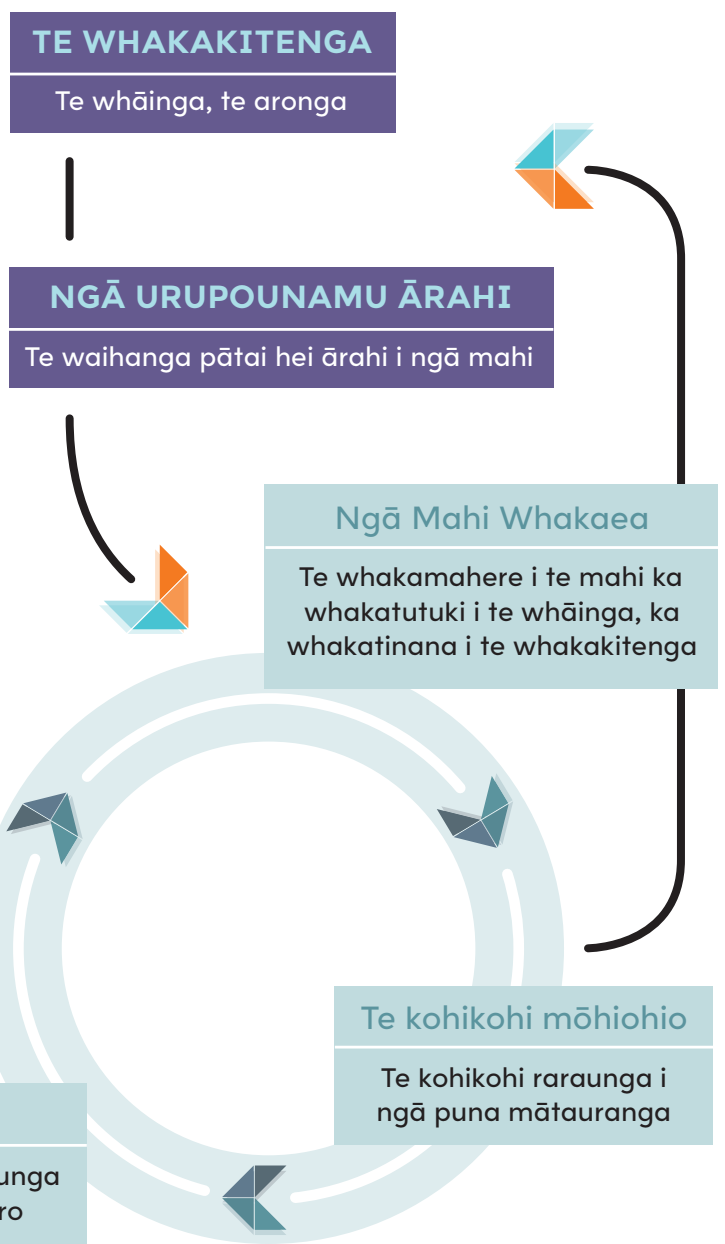 TE WHAKAKITENGA
Te whāinga, te aronga
NGĀ URUPOUNAMU ĀRAHI
Te waihanga pātai hei ārahi i ngā mahi
Ngā Mahi Whakaea
Te whakamahere i te mahi ka
whakatutuki i te whāinga, ka
whakatinana i te whakakitenga
Te kohikohi mōhiohio
Te kohikohi raraunga i
ngā puna mātauranga